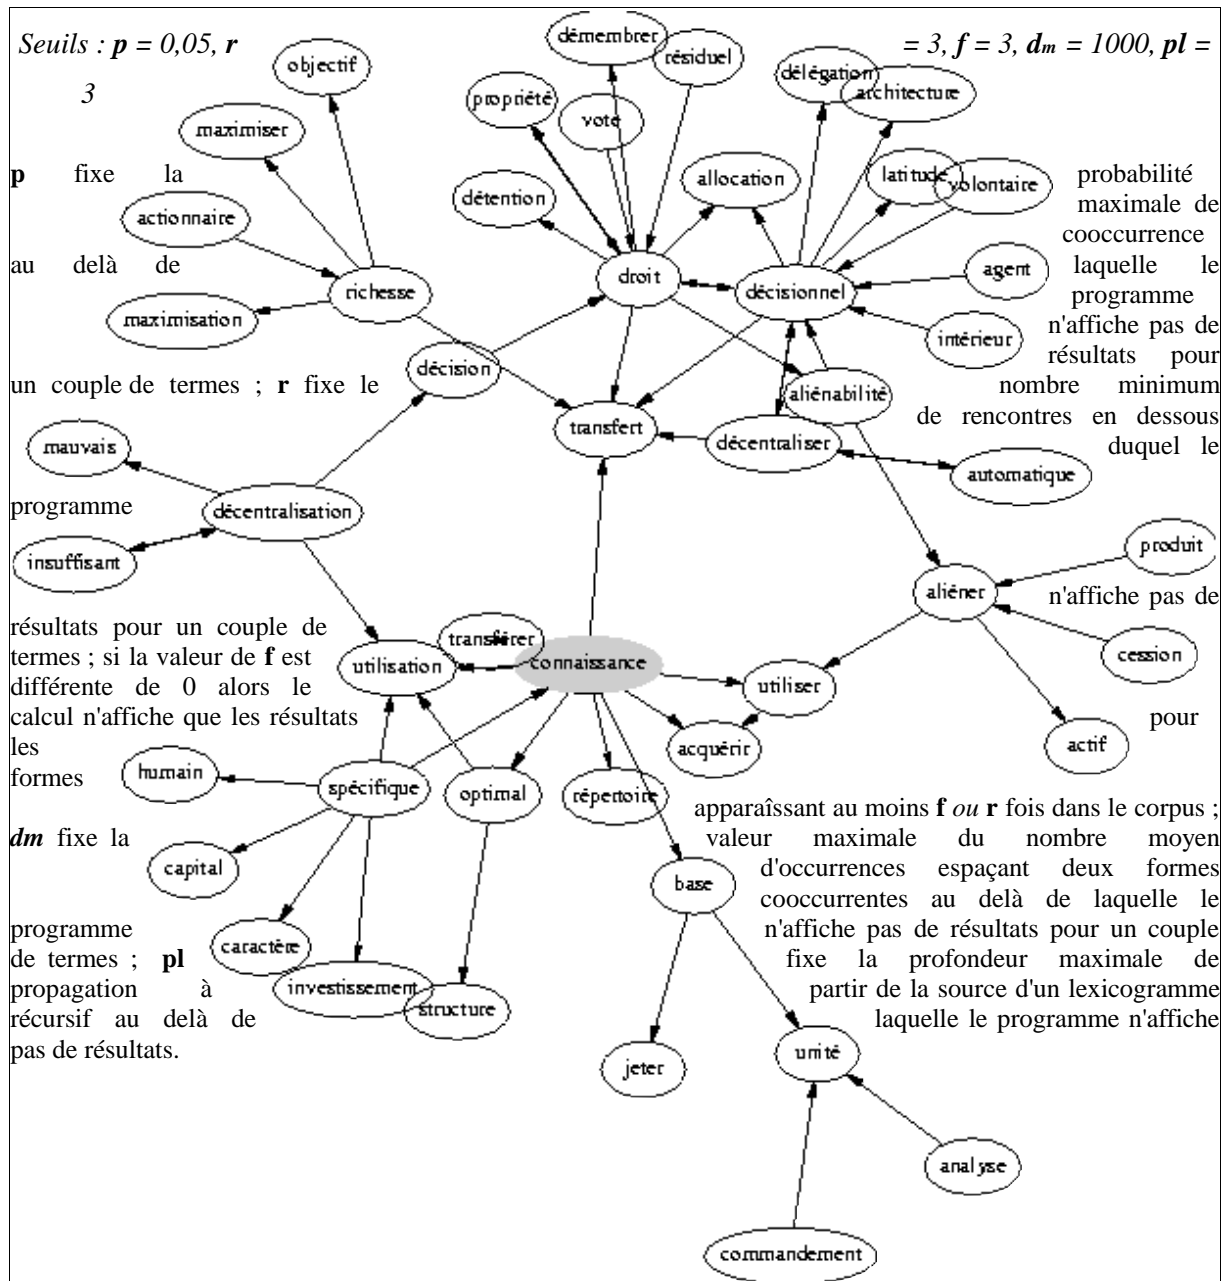 Seuils : p = 0,05, r = 3, f = 3, dm = 1000, pl =
3
p fixe la probabilité
maximale de
cooccurrence
au delà de laquelle le
programme
n'affiche pas de
résultats pour
un couple de termes ; r fixe le nombre minimum
de rencontres en dessous
duquel le
programme
n'affiche pas de
résultats pour un couple de
termes ; si la valeur de f est
différente de 0 alors le
calcul n'affiche que les résultats pour
les
formes
apparaîssant au moins f ou r fois dans le corpus ;
dm fixe la valeur maximale du nombre moyen
d'occurrences espaçant deux formes
cooccurrentes au delà de laquelle le
programme n'affiche pas de résultats pour un couple
de termes ; pl fixe la profondeur maximale de
propagation à partir de la source d'un lexicogramme
récursif au delà de laquelle le programme n'affiche
pas de résultats.
démembrer
objectif
résiduel
délégation
architecture
propriété
vote
maximiser
allocation
latitude
volontaire
détention
actionnaire
agent
droit
décisionnel
richesse
maximisation
intérieur
décision
aliénabilité
transfert
décentraliser
mauvais
automatique
décentralisation
produit
insuffisant
aliéner
transférer
utilisation
connaissance
cession
utiliser
acquérir
actif
humain
spécifique
optimal
répertoire
capital
base
caractère
investissement
structure
unité
jeter
analyse
commandement